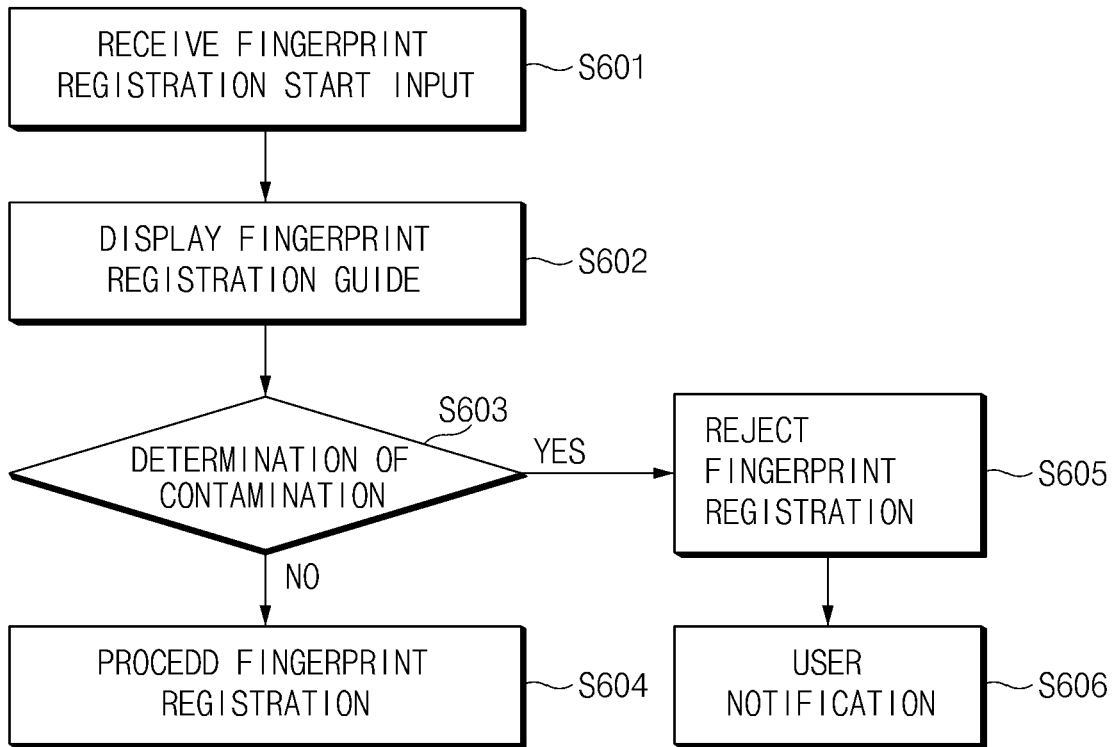 RECEIVE FINGERPRINT
REGISTRATION START INPUT
S601
DISPLAY FINGERPRINT
REGISTRATION GUIDE
S602
S603
DETERMINATION OF
CONTAMINATION
YES
REJECT
FINGERPRINT
REGISTRATION
S605
NO
PROCEDD FINGERPRINT
REGISTRATION
S604
USER
NOTIFICATION
S606